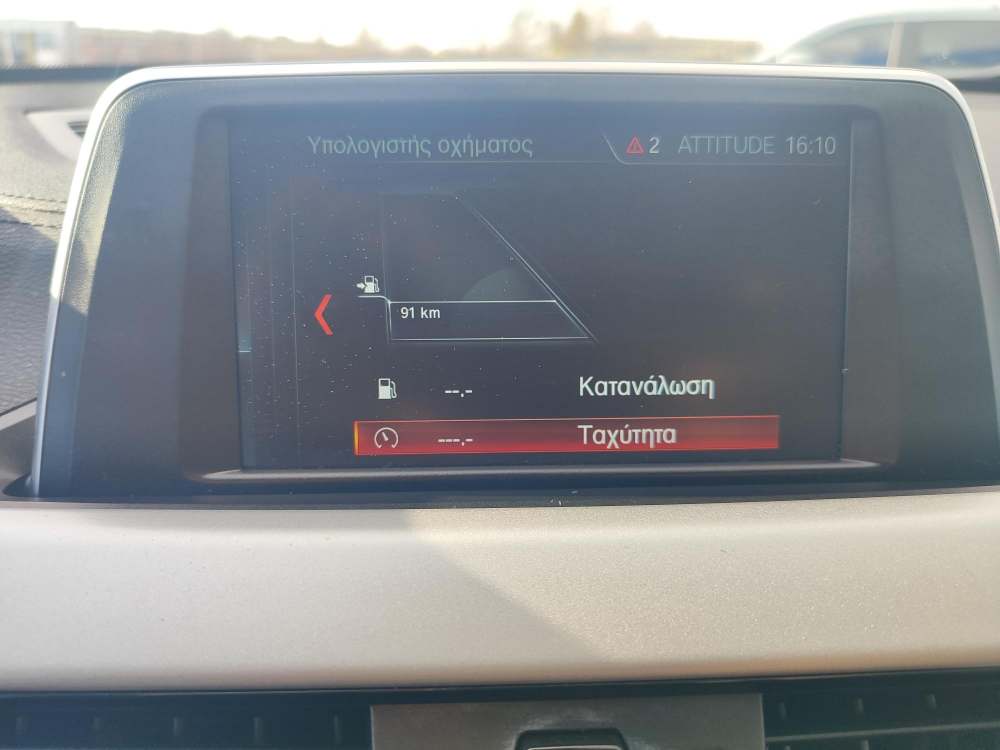 Υπολογιστής οχήματος 2 ATTITUDE 16:10
91 km
--,- Κατανάλωση
---,- Ταχύτητα